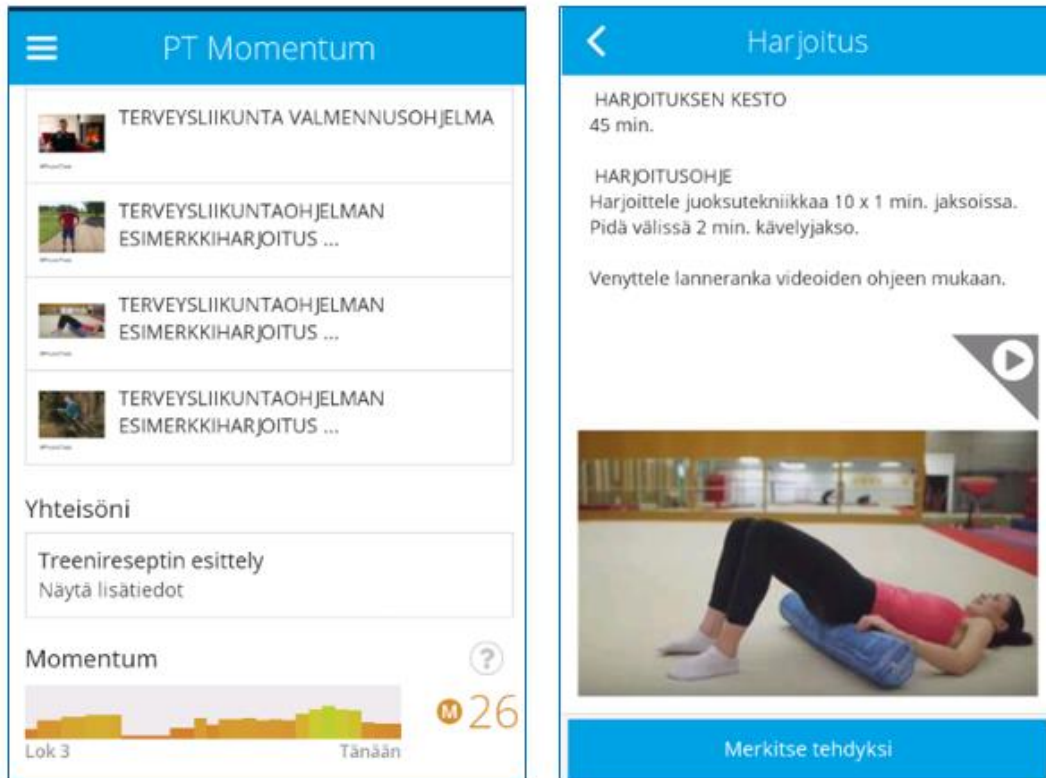 PT Momentum
TERVEYSLIIKUNTA VALMENNUSOHJELMA
TERVEYSLIIKUNTAOHJELMAN
ESIMERKKIHARJOITUS ...
TERVEYSLIIKUNTAOHJELMAN
ESIMERKKIHARJOITUS ...
TERVEYSLIIKUNTAOHJELMAN
ESIMERKKIHARJOITUS ...
Yhteisöni
Treenireseptin esittely
Näytä lisätiedot
Momentum
?
M 26
Lok 3 Tänään
Harjoitus
HARJOITUKSEN KESTO
45 min.
HARJOITUSOHJE
Harjoittele juoksutekniikkaa 10 x 1 min. jaksoissa.
Pidä välissä 2 min. kävelyjakso.
Venyttele lanneranka videoiden ohjeen mukaan.
Merkitse tehdyksi